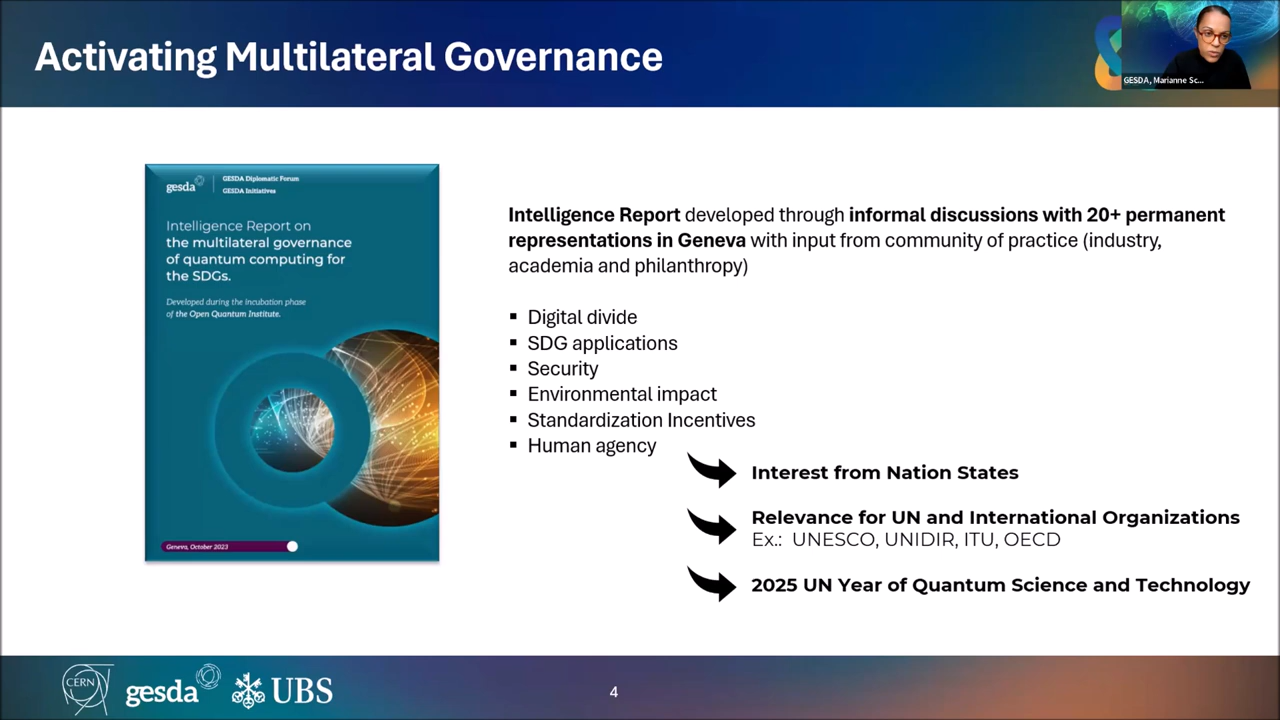 Activating Multilateral Governance
GESDA, Marianne Sc...
gesda
GESDA Diplomatic Forum
GESDA Initiatives
Intelligence Report on
the multilateral governance
of quantum computing for
the SDGs.
Developed during the incubation phase
of the Open Quantum Institute.
Geneva, October 2023
Intelligence Report developed through informal discussions with 20+ permanent
representations in Geneva with input from community of practice (industry,
academia and philanthropy)
▪ Digital divide
▪ SDG applications
▪ Security
▪ Environmental impact
▪ Standardization Incentives
▪ Human agency
Interest from Nation States
Relevance for UN and International Organizations
Ex.: UNESCO, UNIDIR, ITU, OECD
2025 UN Year of Quantum Science and Technology
CERN
gesda
UBS
4